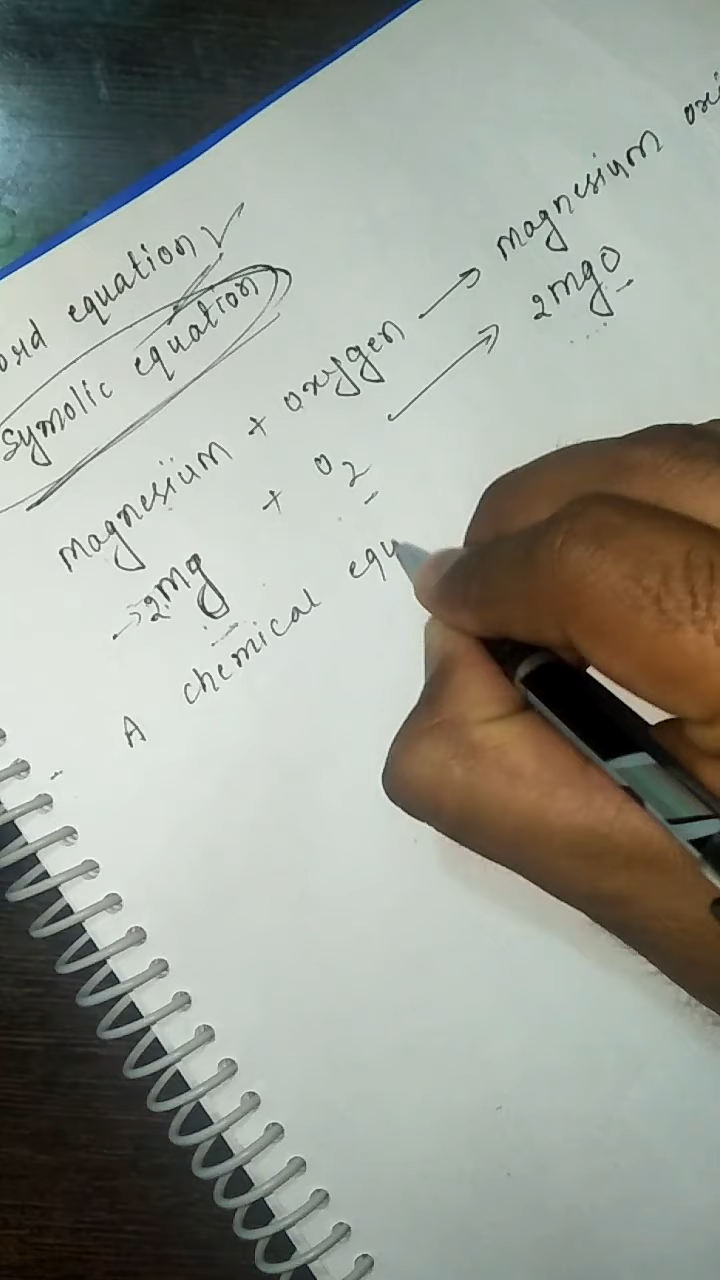 ord equation ✓
Symolic equation
magnesium + oxygen → magnesium oxi
→ 2mg + O2 → 2mgO
A chemical equ